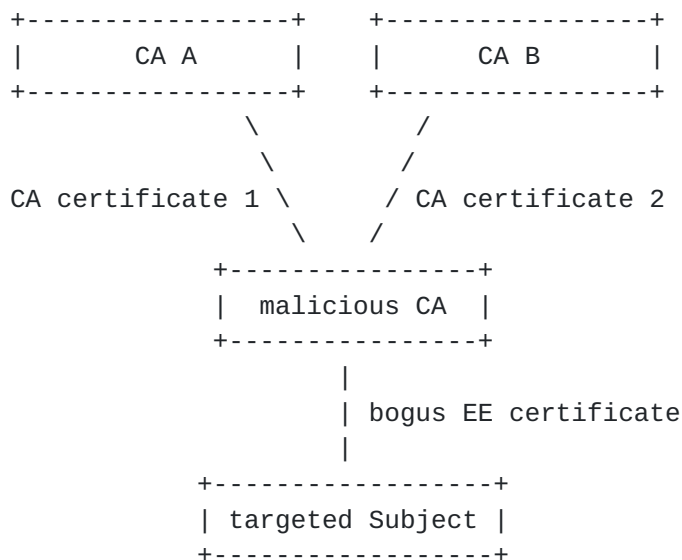 CA A CA B
CA certificate 1 CA certificate 2
malicious CA
bogus EE certificate
targeted Subject